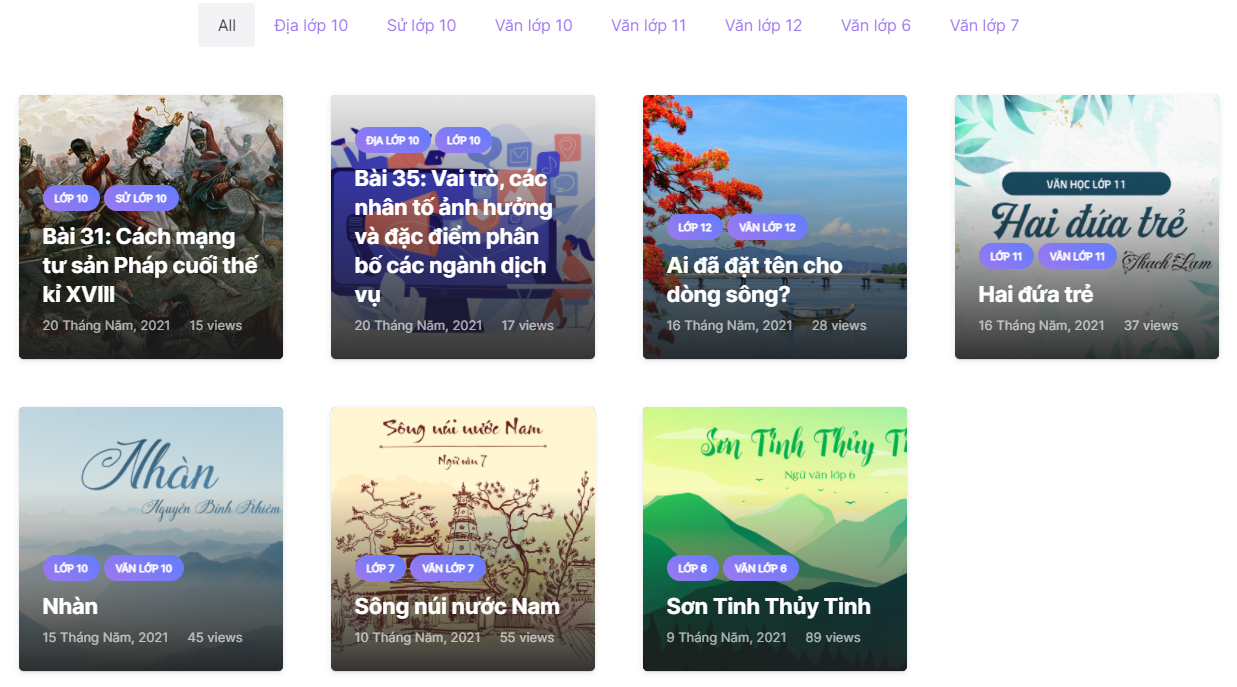 All
Địa lớp 10
Sử lớp 10
Văn lớp 10
Văn lớp 11
Văn lớp 12
Văn lớp 6
Văn lớp 7
LỚP 10
SỬ LỚP 10
Bài 31: Cách mạng
tư sản Pháp cuối thế
kỉ XVIII
20 Tháng Năm, 2021
15 views
ĐỊA LỚP 10
LỚP 10
Bài 35: Vai trò, các
nhân tố ảnh hưởng
và đặc điểm phân
bố các ngành dịch
vụ
20 Tháng Năm, 2021
17 views
LỚP 12
VĂN LỚP 12
Ai đã đặt tên cho
dòng sông?
16 Tháng Năm, 2021
28 views
VĂN HỌC LỚP 11
Hai đứa trẻ
Thạch Lam
LỚP 11
VĂN LỚP 11
Hai đứa trẻ
16 Tháng Năm, 2021
37 views
Nhàn
Nguyễn Bỉnh Khiêm
LỚP 10
VĂN LỚP 10
Nhàn
15 Tháng Năm, 2021
45 views
Sông núi nước Nam
Ngữ văn 7
LỚP 7
VĂN LỚP 7
Sông núi nước Nam
10 Tháng Năm, 2021
55 views
Sơn Tinh Thủy T
Ngữ văn lớp 6
LỚP 6
VĂN LỚP 6
Sơn Tinh Thủy Tinh
9 Tháng Năm, 2021
89 views